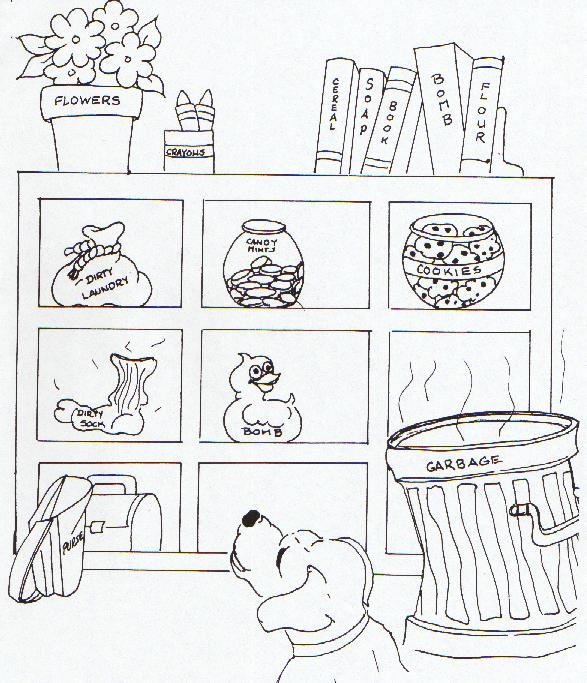 FLOWERS
CRAYONS
CEREAL
SOAP
BOOK
BOMB
FLOUR
DIRTY
LAUNDRY
CANDY
MINTS
COOKIES
DIRTY
SOCK
BOMB
GARBAGE
PURSE